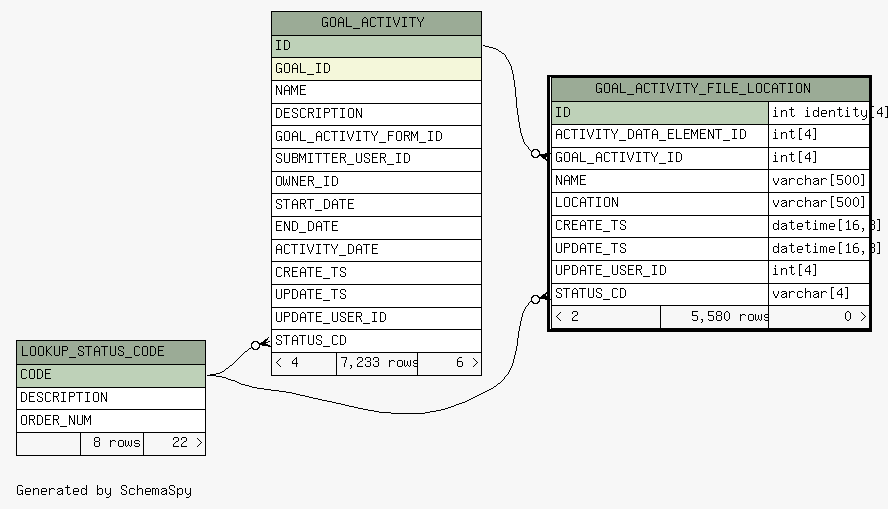 GOAL_ACTIVITY
ID
GOAL_ID
NAME
DESCRIPTION
GOAL_ACTIVITY_FORM_ID
SUBMITTER_USER_ID
OWNER_ID
START_DATE
END_DATE
ACTIVITY_DATE
CREATE_TS
UPDATE_TS
UPDATE_USER_ID
STATUS_CD
< 4 7,233 rows 6 >
GOAL_ACTIVITY_FILE_LOCATION
ID int identity[4]
ACTIVITY_DATA_ELEMENT_ID int[4]
GOAL_ACTIVITY_ID int[4]
NAME varchar[500]
LOCATION varchar[500]
CREATE_TS datetime[16,3]
UPDATE_TS datetime[16,3]
UPDATE_USER_ID int[4]
STATUS_CD varchar[4]
< 2 5,580 rows 0 >
LOOKUP_STATUS_CODE
CODE
DESCRIPTION
ORDER_NUM
8 rows 22 >
Generated by SchemaSpy